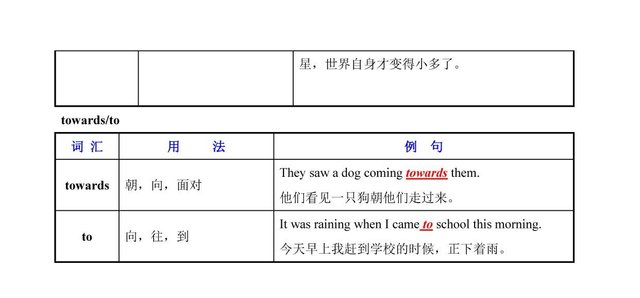 星，世界自身才变得小多了。
towards/to
词 汇 用 法 例 句
towards 朝，向，面对 They saw a dog coming towards them.
他们看见一只狗朝他们走过来。
to 向，往，到 It was raining when I came to school this morning.
今天早上我赶到学校的时候，正下着雨。